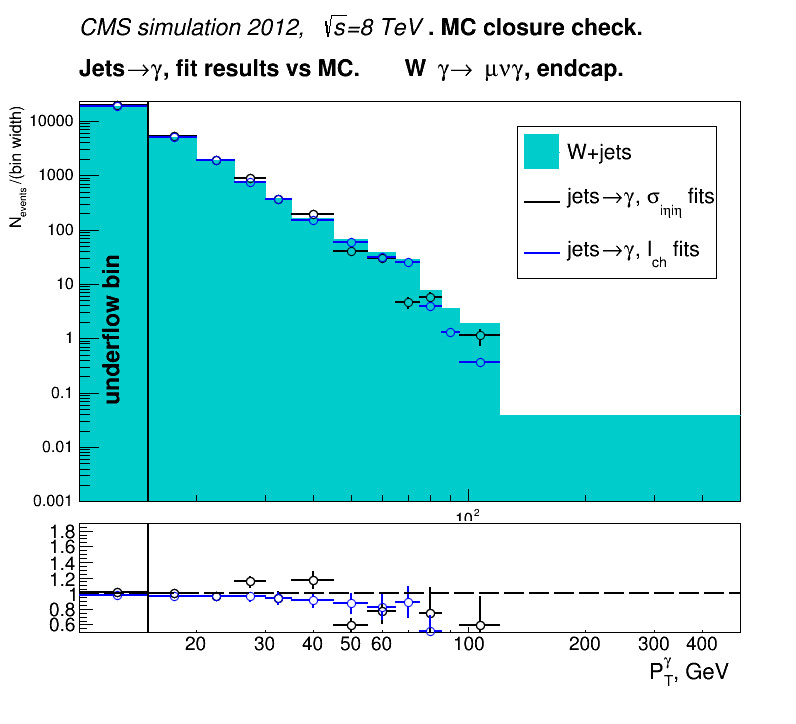 CMS simulation 2012, √s=8 TeV . MC closure check.
Jets→γ, fit results vs MC. W γ→ μνγ, endcap.
N_events /(bin width)
10000
1000
100
10
1
0.1
0.01
0.001
underflow bin
W+jets
jets→γ, σ_iηiη fits
jets→γ, I_ch fits
10²
1.8
1.6
1.4
1.2
1
0.8
0.6
20 30 40 50 60 100 200 300 400
P_T^γ, GeV